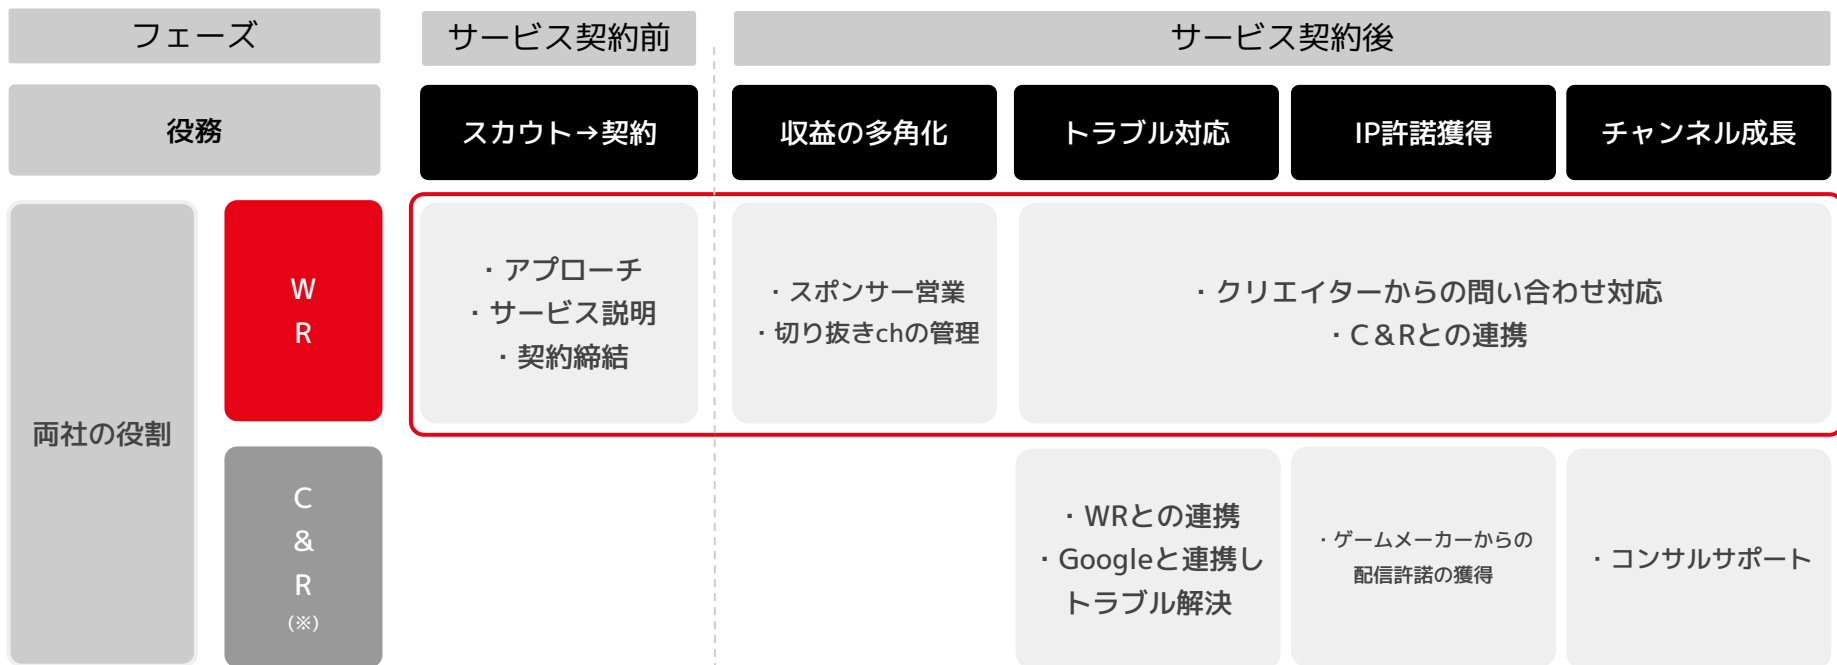 フェーズ
サービス契約前
サービス契約後
役務
スカウト→契約
収益の多角化
トラブル対応
IP許諾獲得
チャンネル成長
両社の役割
W
R
・アプローチ
・サービス説明
・契約締結
・スポンサー営業
・切り抜きchの管理
・クリエイターからの問い合わせ対応
・C&Rとの連携
C
&
R
(※)
・WRとの連携
・Googleと連携し
トラブル解決
・ゲームメーカーからの
配信許諾の獲得
・コンサルサポート